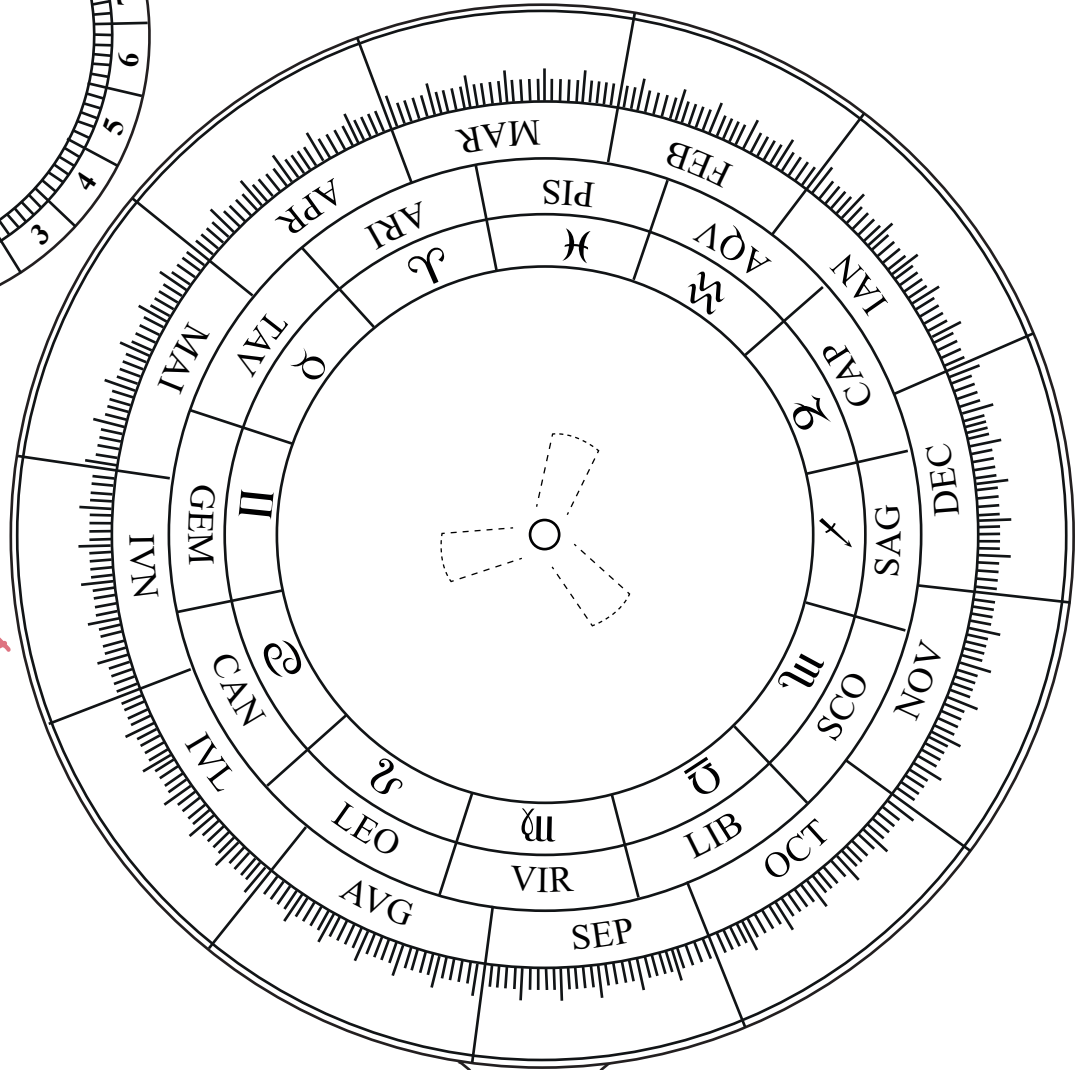 6
5
4
3
IAN
FEB
MAR
APR
MAI
IVN
IVL
AVG
SEP
OCT
NOV
DEC
ARI
TAV
GEM
CAN
LEO
VIR
LIB
SCO
SAG
CAP
AQV
PIS
♈
♉
♊
♋
♌
♍
♎
♏
♐
♑
♒
♓